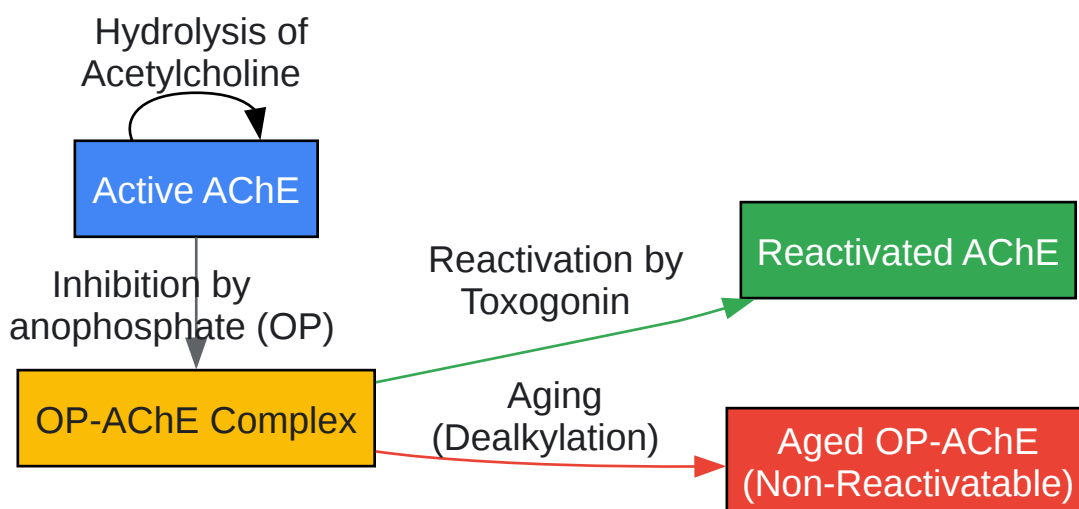 Hydrolysis of
Acetylcholine
Active AChE
Inhibition by
anophosphate (OP)
OP-AChE Complex
Reactivation by
Toxogonin
Reactivated AChE
Aging
(Dealkylation)
Aged OP-AChE
(Non-Reactivatable)